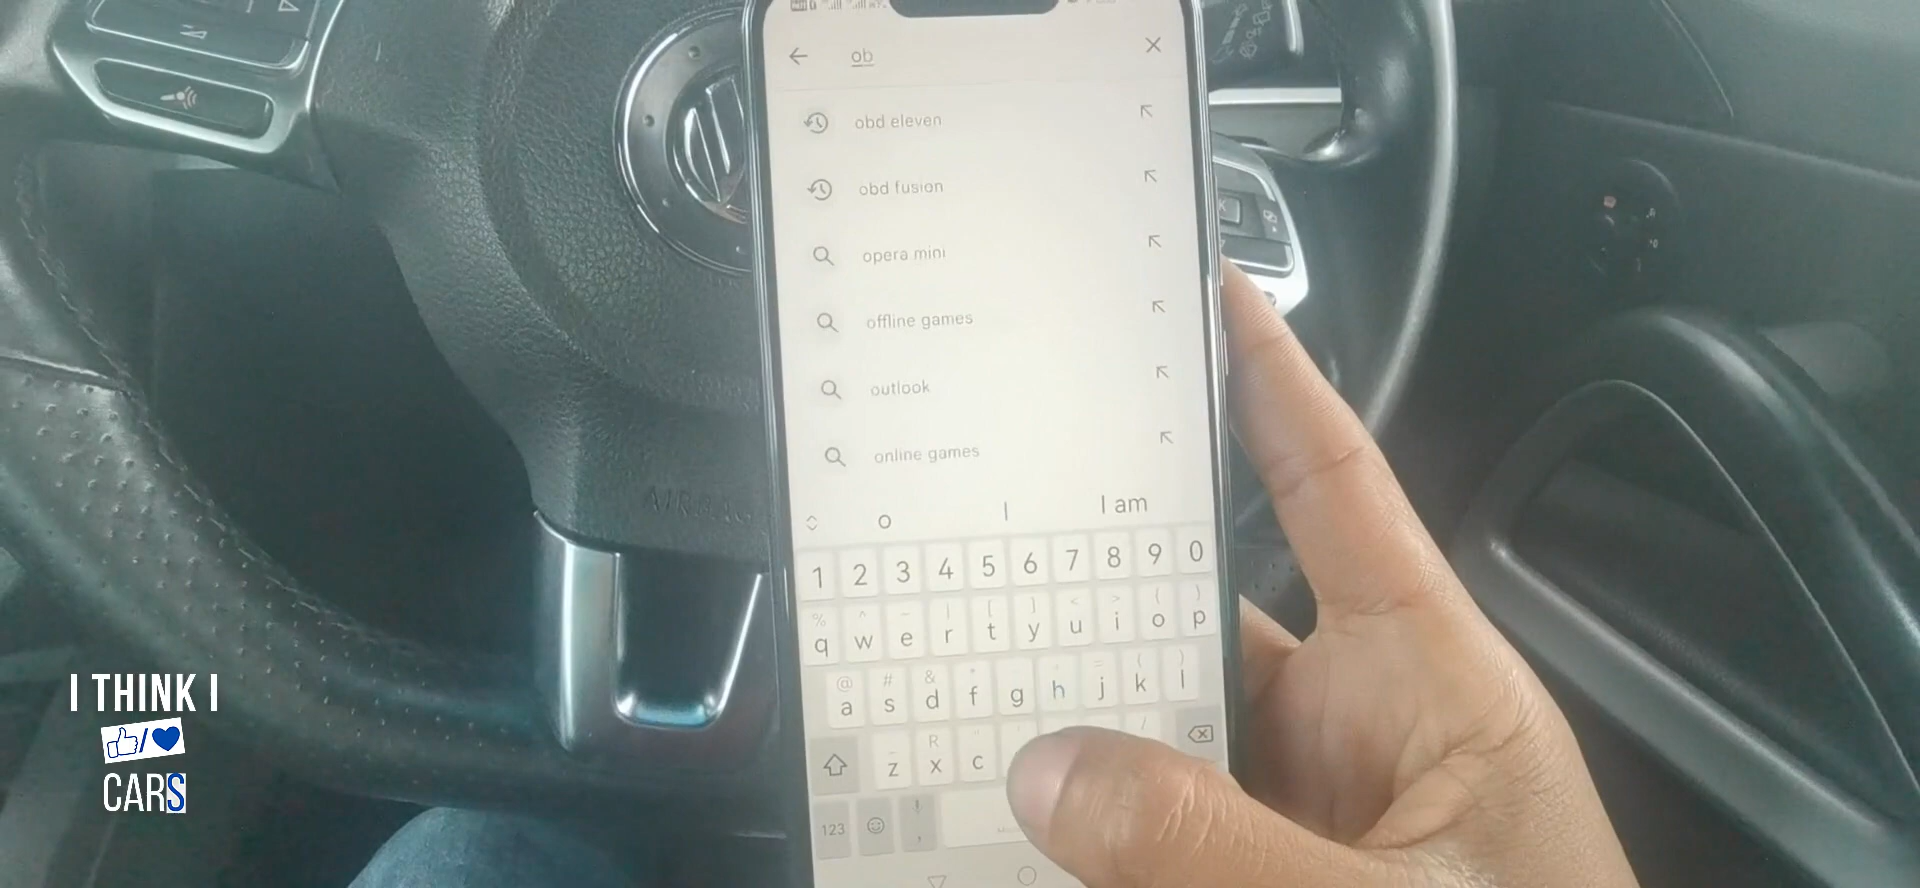 ob
obd eleven
obd fusion
opera mini
offline games
outlook
online games
o I I am
1 2 3 4 5 6 7 8 9 0
% ^ ~ | [ ] < > { }
q w e r t y u i o p
@ # & * - + = ( )
a s d f g h j k l
R
z x c
123 ,
AIRBAG
I THINK I
/
CARS